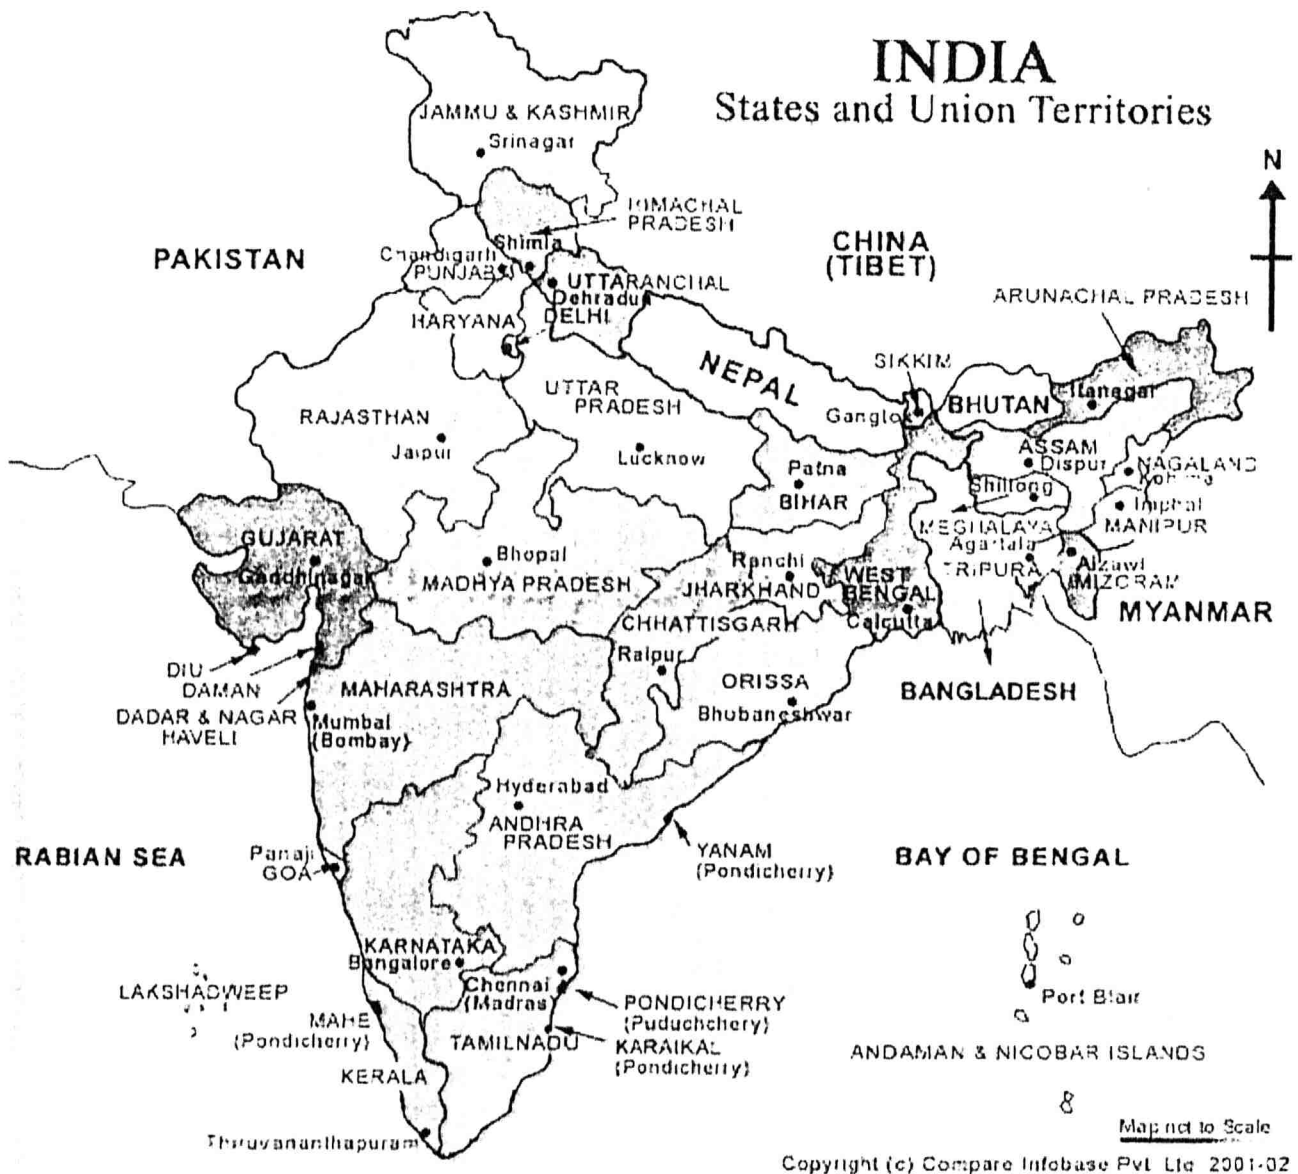 INDIA
States and Union Territories
N
JAMMU & KASHMIR
Srinagar
HIMACHAL
PRADESH
PAKISTAN
CHINA
(TIBET)
Shimla
Chandigarh
PUNJAB
UTTARANCHAL
Dehradu
DELHI
HARYANA
ARUNACHAL PRADESH
SIKKIM
NEPAL
UTTAR
PRADESH
BHUTAN
Itanagar
Gangtok
RAJASTHAN
Jaipur
Lucknow
Patna
BIHAR
ASSAM
Dispur
NAGALAND
Kohima
Shillong
Imphal
MANIPUR
MEGHALAYA
Agartala
TRIPURA
Aizawl
MIZORAM
MYANMAR
GUJARAT
Gandhinagar
Bhopal
MADHYA PRADESH
Ranchi
JHARKHAND
WEST
BENGAL
Calcutta
CHHATTISGARH
Raipur
DIU
DAMAN
DADAR & NAGAR
HAVELI
MAHARASHTRA
Mumbai
(Bombay)
ORISSA
Bhubaneshwar
BANGLADESH
Hyderabad
ANDHRA
PRADESH
YANAM
(Pondicherry)
RABIAN SEA
Panaji
GOA
BAY OF BENGAL
KARNATAKA
Bangalore
Chennai
(Madras)
LAKSHADWEEP
MAHE
(Pondicherry)
PONDICHERRY
(Puduchchery)
TAMILNADU
KARAIKAL
(Pondicherry)
KERALA
Thiruvananthapuram
Port Blair
ANDAMAN & NICOBAR ISLANDS
Map not to Scale
Copyright (c) Compare Infobase Pvt. Ltd. 2001-02